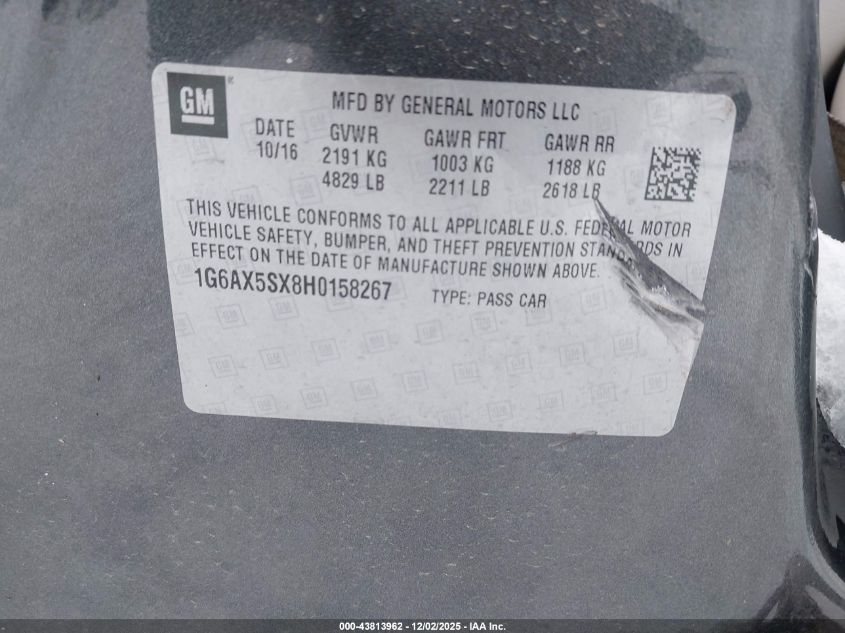 GM
MFD BY GENERAL MOTORS LLC
DATE GVWR GAWR FRT GAWR RR
10/16 2191 KG 1003 KG 1188 KG
4829 LB 2211 LB 2618 LB
THIS VEHICLE CONFORMS TO ALL APPLICABLE U.S. FEDERAL MOTOR
VEHICLE SAFETY, BUMPER, AND THEFT PREVENTION STANDARDS IN
EFFECT ON THE DATE OF MANUFACTURE SHOWN ABOVE.
1G6AX5SX8H0158267 TYPE: PASS CAR
000-43813962 - 12/02/2025 - IAA Inc.